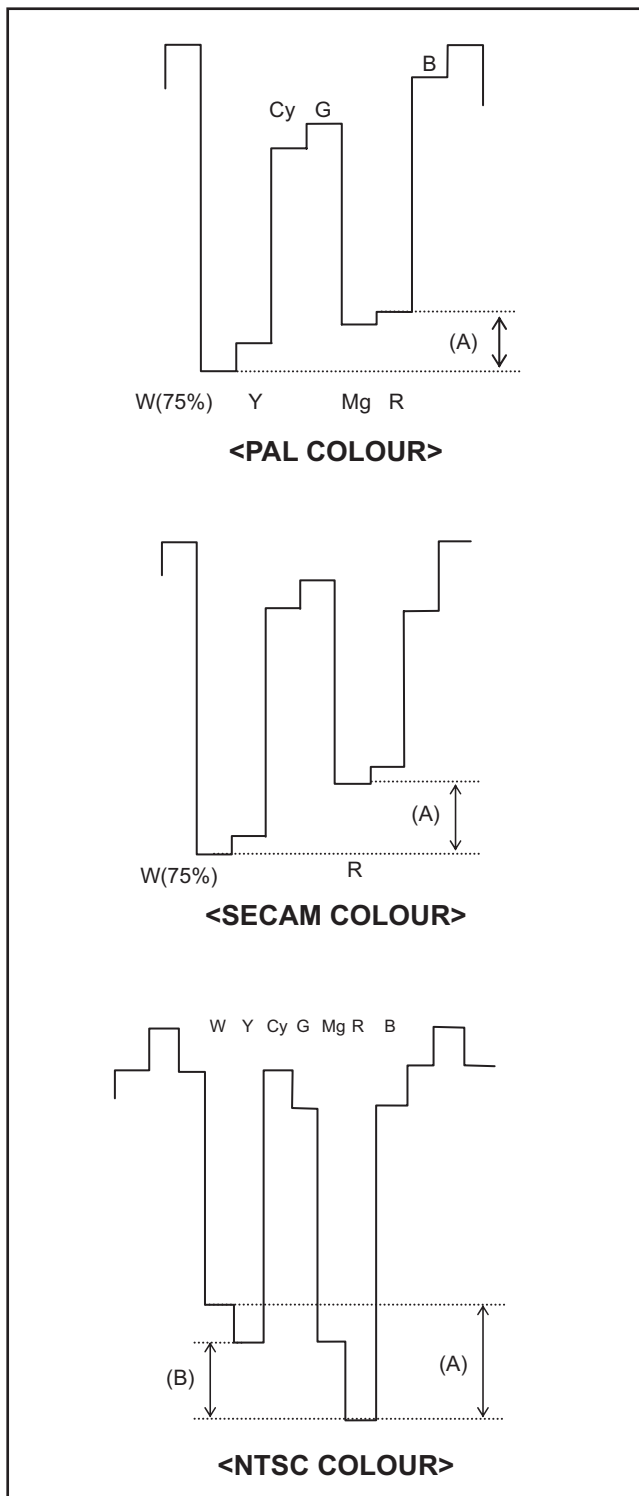 B
Cy G
(A)
W(75%) Y Mg R
<PAL COLOUR>
(A)
W(75%) R
<SECAM COLOUR>
W Y Cy G Mg R B
(B) (A)
<NTSC COLOUR>